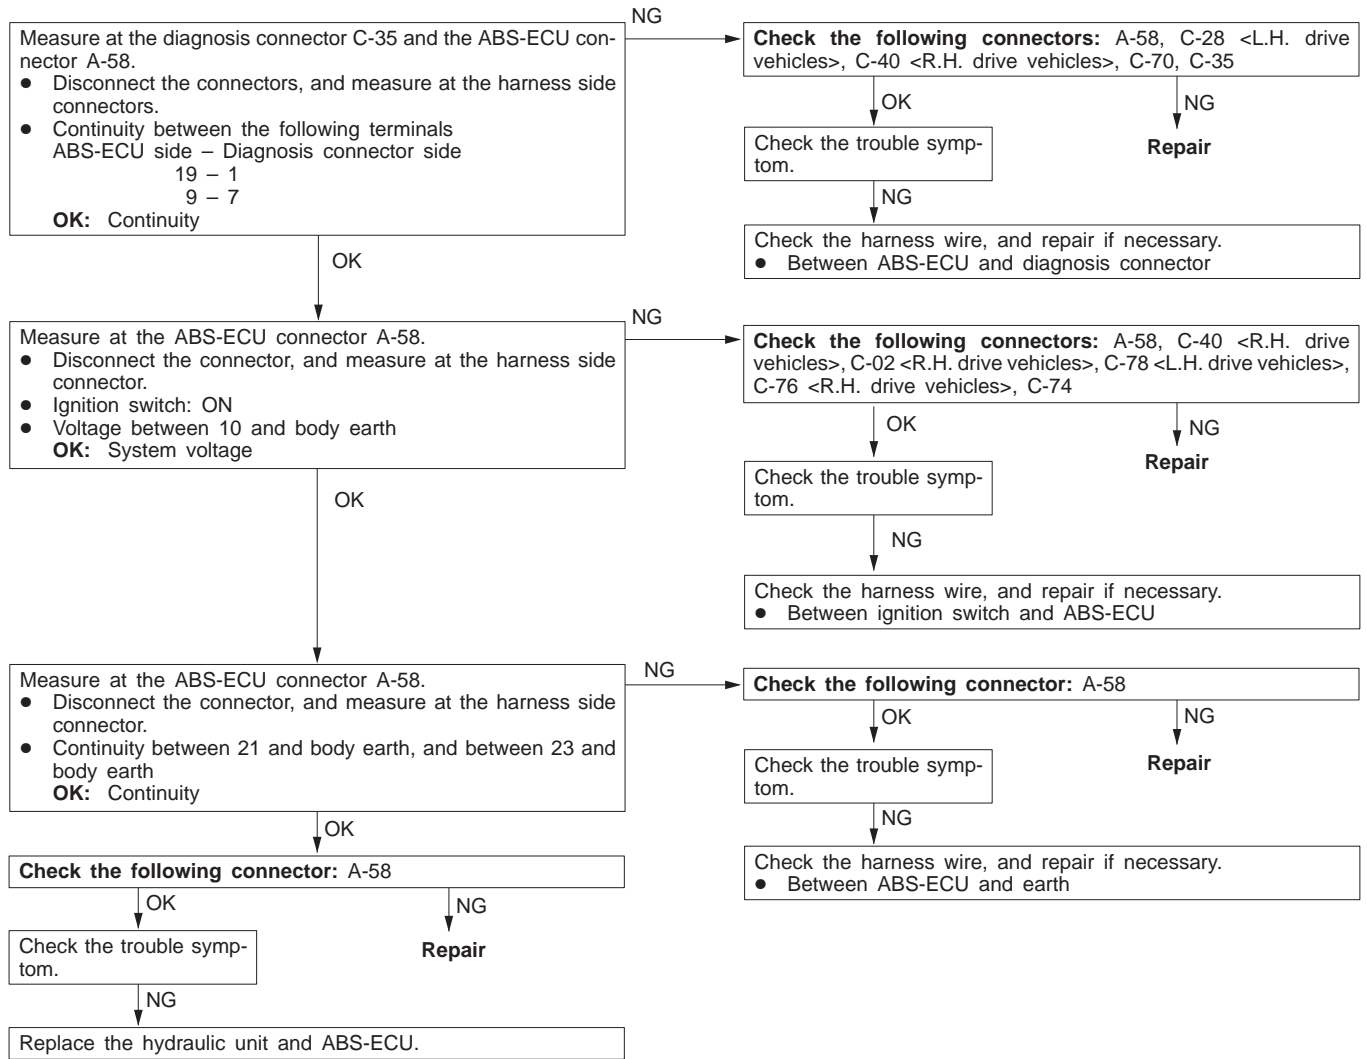 Measure at the diagnosis connector C-35 and the ABS-ECU con-
nector A-58.
● Disconnect the connectors, and measure at the harness side
connectors.
● Continuity between the following terminals
ABS-ECU side – Diagnosis connector side
19 – 1
9 – 7
OK: Continuity
NG
Check the following connectors: A-58, C-28 <L.H. drive
vehicles>, C-40 <R.H. drive vehicles>, C-70, C-35
OK
NG
Check the trouble symp-
tom.
Repair
NG
Check the harness wire, and repair if necessary.
● Between ABS-ECU and diagnosis connector
OK
Measure at the ABS-ECU connector A-58.
● Disconnect the connector, and measure at the harness side
connector.
● Ignition switch: ON
● Voltage between 10 and body earth
OK: System voltage
NG
Check the following connectors: A-58, C-40 <R.H. drive
vehicles>, C-02 <R.H. drive vehicles>, C-78 <L.H. drive vehicles>,
C-76 <R.H. drive vehicles>, C-74
OK
NG
Check the trouble symp-
tom.
Repair
NG
Check the harness wire, and repair if necessary.
● Between ignition switch and ABS-ECU
OK
Measure at the ABS-ECU connector A-58.
● Disconnect the connector, and measure at the harness side
connector.
● Continuity between 21 and body earth, and between 23 and
body earth
OK: Continuity
NG
Check the following connector: A-58
OK
NG
Check the trouble symp-
tom.
Repair
NG
Check the harness wire, and repair if necessary.
● Between ABS-ECU and earth
OK
Check the following connector: A-58
OK
NG
Check the trouble symp-
tom.
Repair
NG
Replace the hydraulic unit and ABS-ECU.